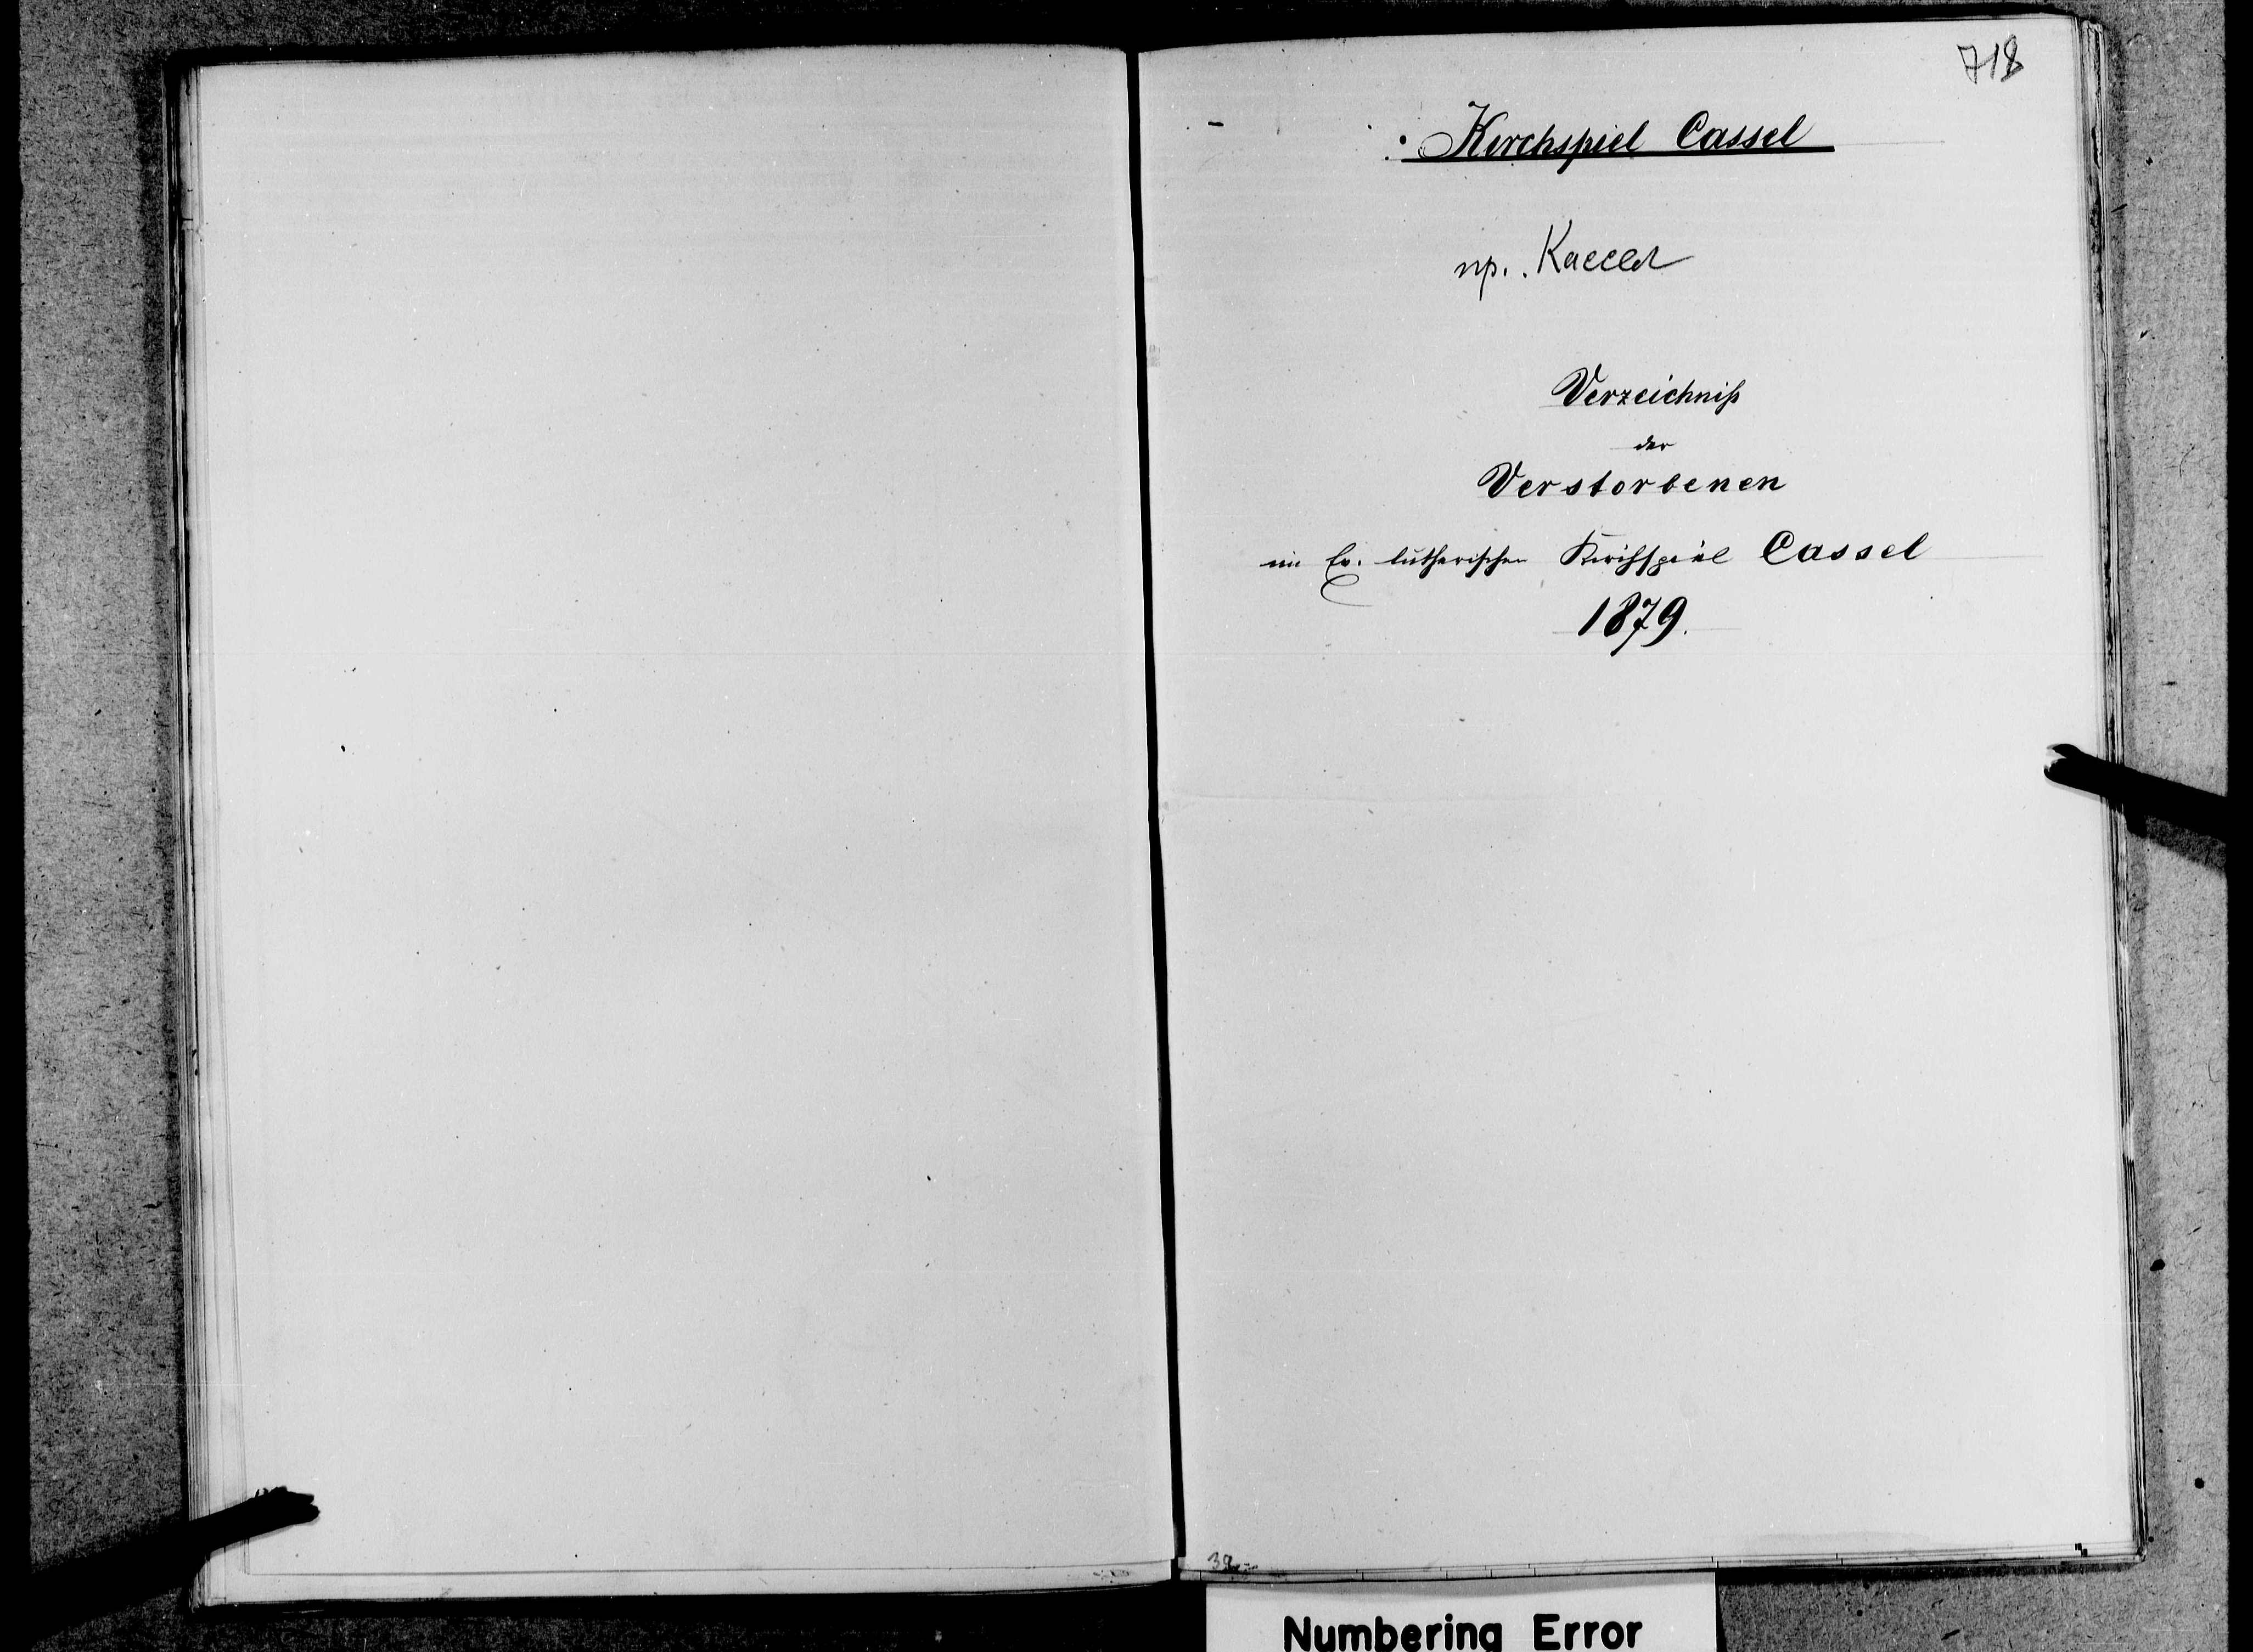 718
Kirchspiel Cassel
пр. Кассел
Verzeichniß
der
Verstorbenen
im Ev. lutherischen Kirchspiel Cassel
1879.
Numbering Error